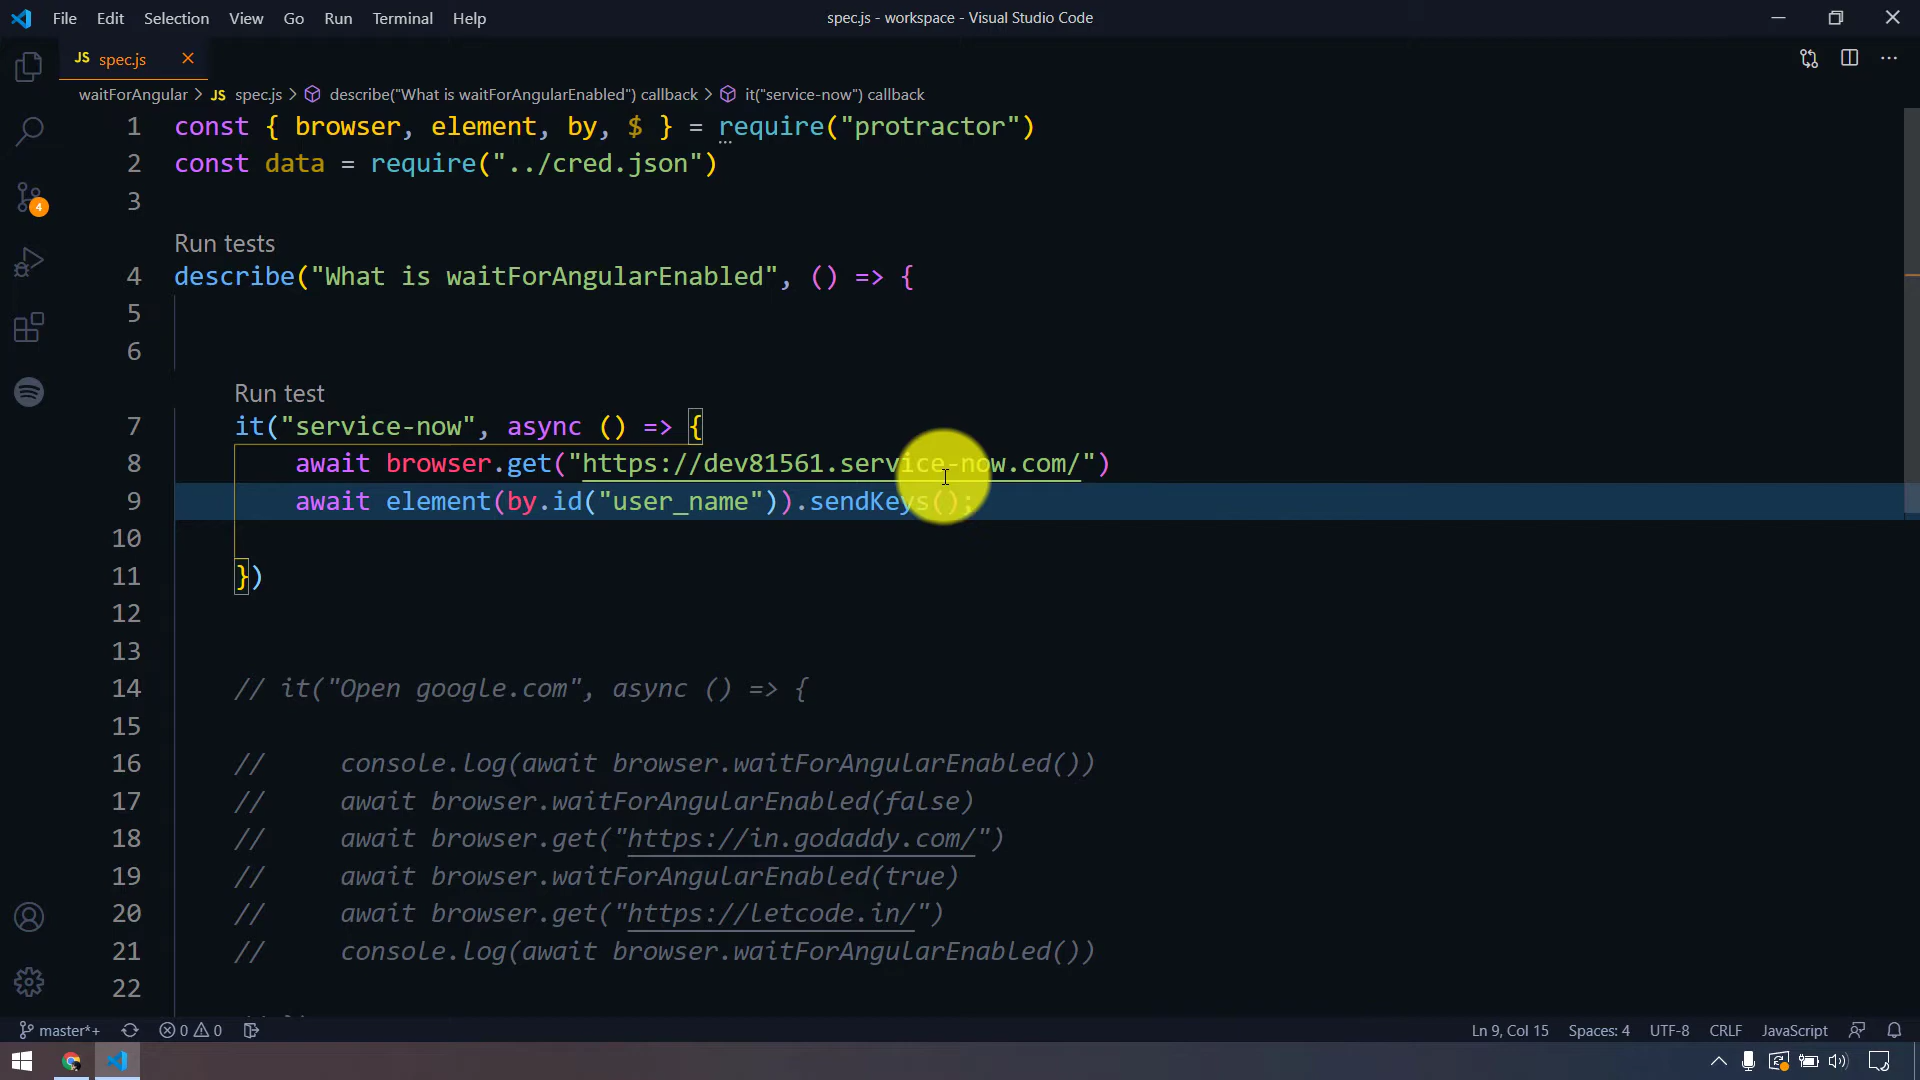 File Edit Selection View Go Run Terminal Help
spec.js - workspace - Visual Studio Code
JS spec.js
waitForAngular > JS spec.js > describe("What is waitForAngularEnabled") callback > it("service-now") callback
1 const { browser, element, by, $ } = require("protractor")
2 const data = require("../cred.json")
3
Run tests
4 describe("What is waitForAngularEnabled", () => {
5
6
Run test
7 it("service-now", async () => {
8 await browser.get("https://dev81561.service-now.com/")
9 await element(by.id("user_name")).sendKeys();
10
11 })
12
13
14 // it("Open google.com", async () => {
15
16 // console.log(await browser.waitForAngularEnabled())
17 // await browser.waitForAngularEnabled(false)
18 // await browser.get("https://in.godaddy.com/")
19 // await browser.waitForAngularEnabled(true)
20 // await browser.get("https://letcode.in/")
21 // console.log(await browser.waitForAngularEnabled())
22
4
master*+ 0 0 Ln 9, Col 15 Spaces: 4 UTF-8 CRLF JavaScript